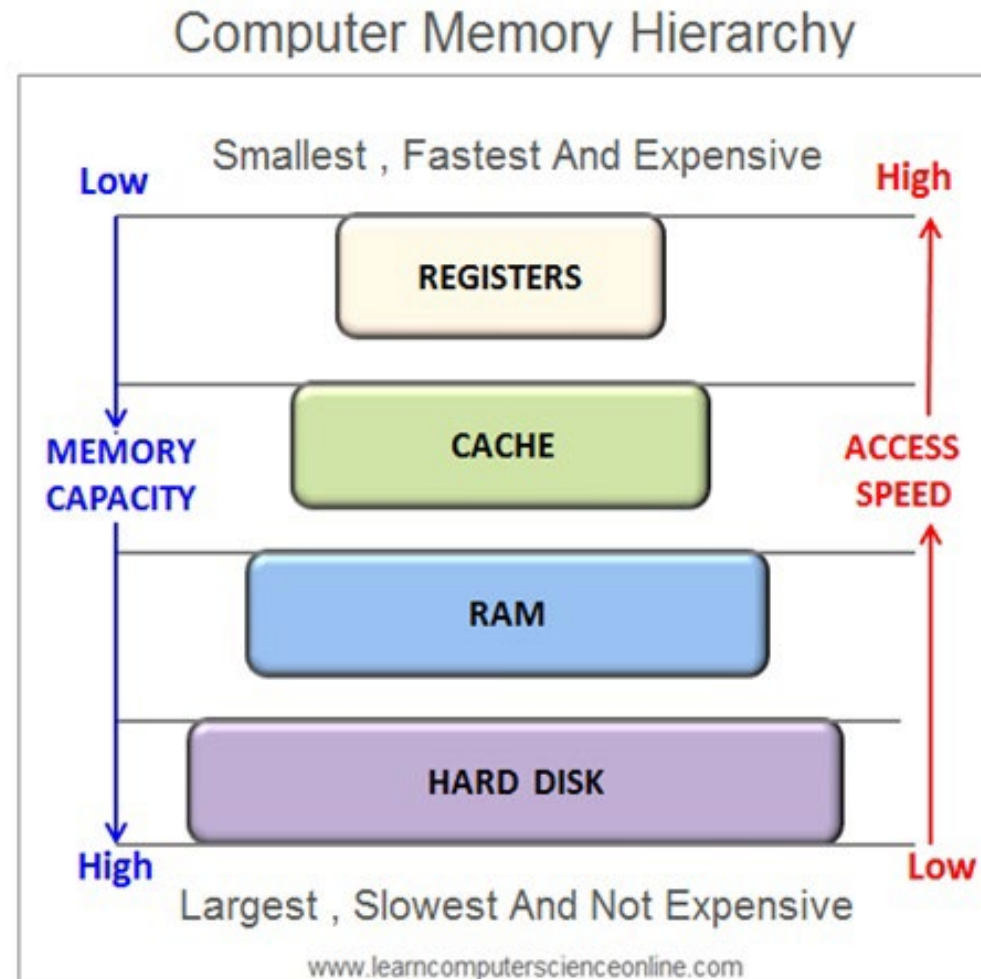 Computer Memory Hierarchy
Smallest , Fastest And Expensive
Low
High
REGISTERS
CACHE
MEMORY
CAPACITY
ACCESS
SPEED
RAM
HARD DISK
High
Low
Largest , Slowest And Not Expensive
www.learncomputerscienceonline.com